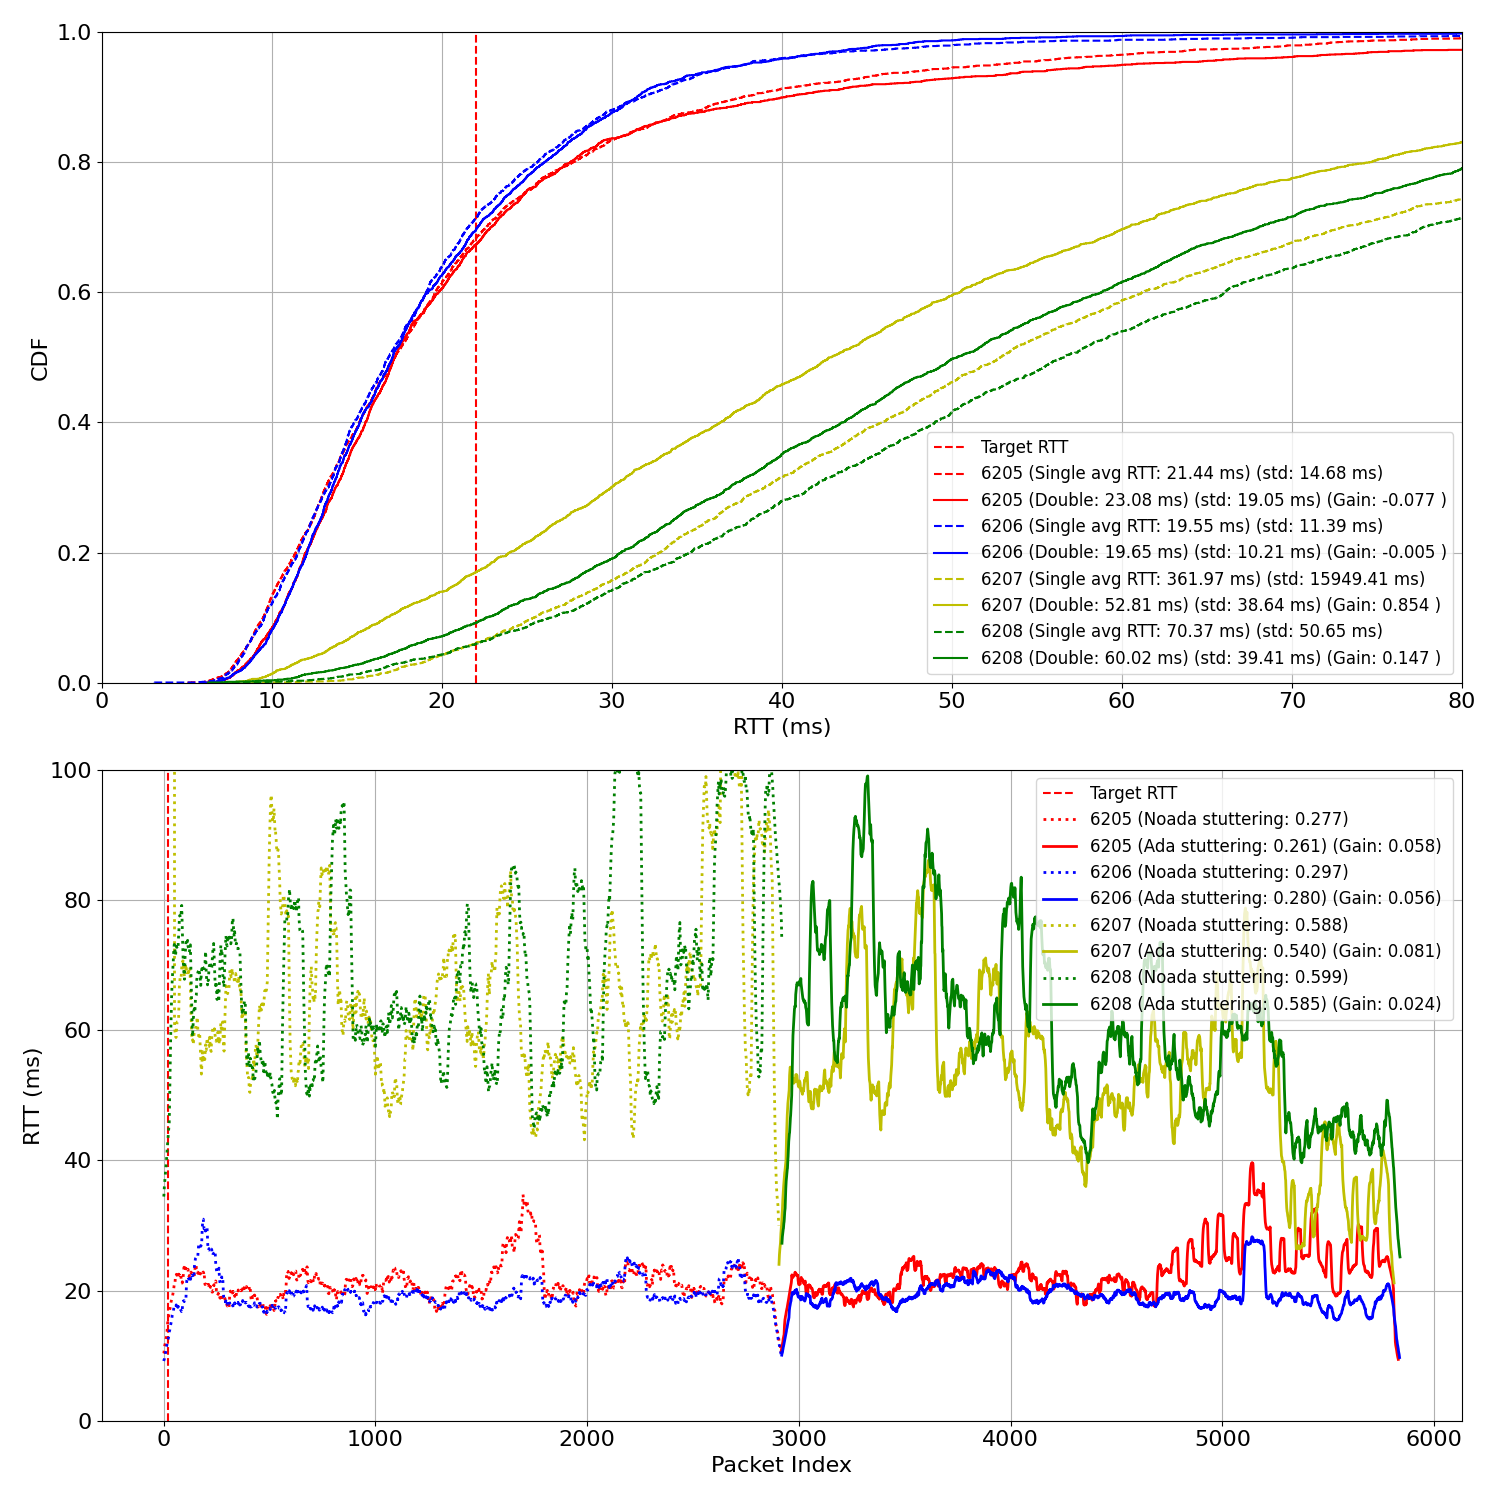 1.0
0.8
0.6
0.4
0.2
0.0
CDF
0 10 20 30 40 50 60 70 80
RTT (ms)
Target RTT
6205 (Single avg RTT: 21.44 ms) (std: 14.68 ms)
6205 (Double: 23.08 ms) (std: 19.05 ms) (Gain: -0.077 )
6206 (Single avg RTT: 19.55 ms) (std: 11.39 ms)
6206 (Double: 19.65 ms) (std: 10.21 ms) (Gain: -0.005 )
6207 (Single avg RTT: 361.97 ms) (std: 15949.41 ms)
6207 (Double: 52.81 ms) (std: 38.64 ms) (Gain: 0.854 )
6208 (Single avg RTT: 70.37 ms) (std: 50.65 ms)
6208 (Double: 60.02 ms) (std: 39.41 ms) (Gain: 0.147 )
100
80
60
40
20
0
RTT (ms)
0 1000 2000 3000 4000 5000 6000
Packet Index
Target RTT
6205 (Noada stuttering: 0.277)
6205 (Ada stuttering: 0.261) (Gain: 0.058)
6206 (Noada stuttering: 0.297)
6206 (Ada stuttering: 0.280) (Gain: 0.056)
6207 (Noada stuttering: 0.588)
6207 (Ada stuttering: 0.540) (Gain: 0.081)
6208 (Noada stuttering: 0.599)
6208 (Ada stuttering: 0.585) (Gain: 0.024)